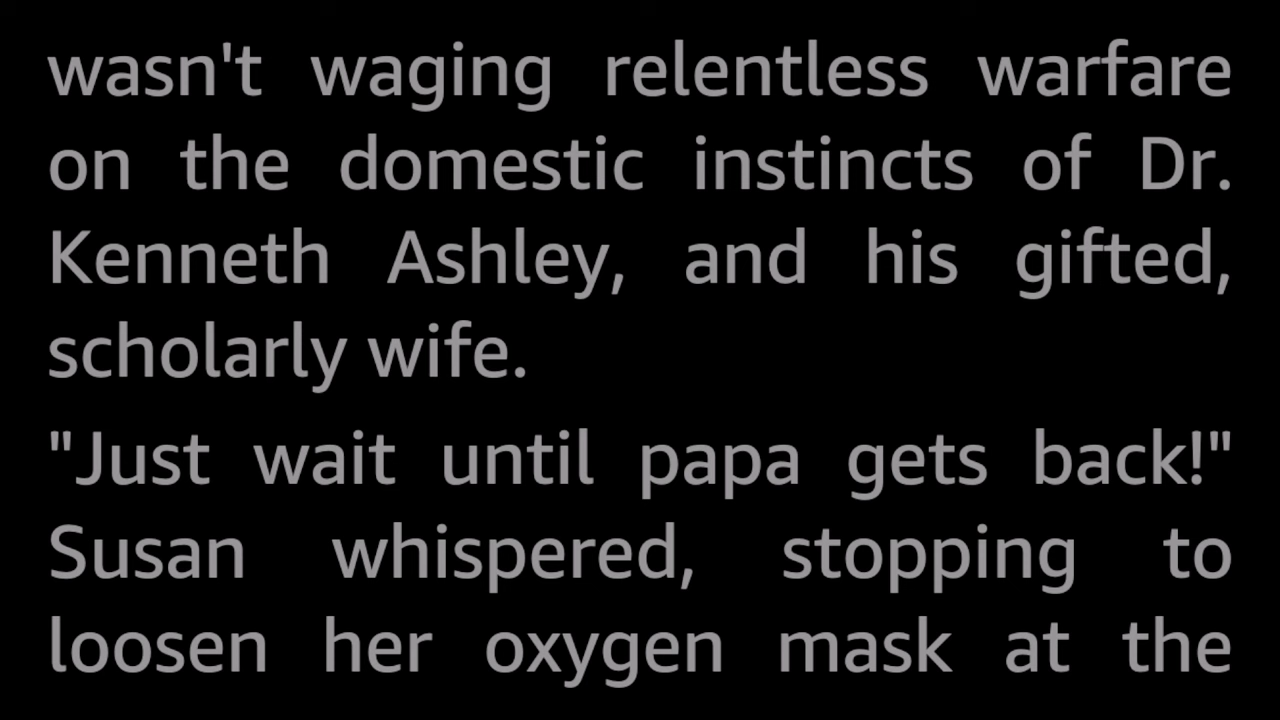 wasn't waging relentless warfare
on the domestic instincts of Dr.
Kenneth Ashley, and his gifted,
scholarly wife.
"Just wait until papa gets back!"
Susan whispered, stopping to
loosen her oxygen mask at the